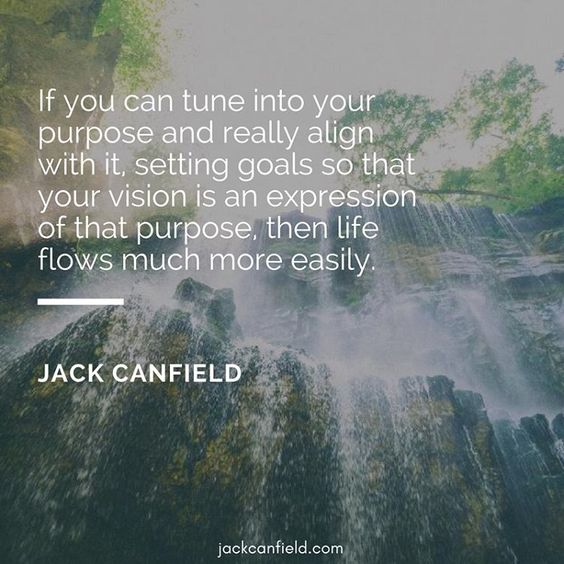 If you can tune into your
purpose and really align
with it, setting goals so that
your vision is an expression
of that purpose, then life
flows much more easily.
JACK CANFIELD
jackcanfield.com